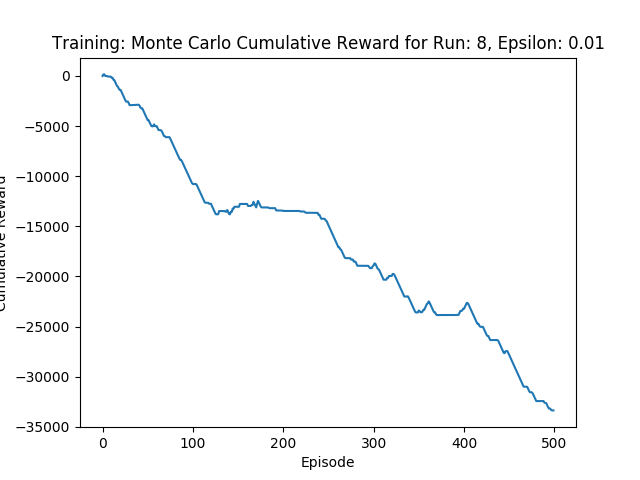 Training: Monte Carlo Cumulative Reward for Run: 8, Epsilon: 0.01
0
−5000
−10000
−15000
−20000
−25000
−30000
−35000
Cumulative Reward
0 100 200 300 400 500
Episode